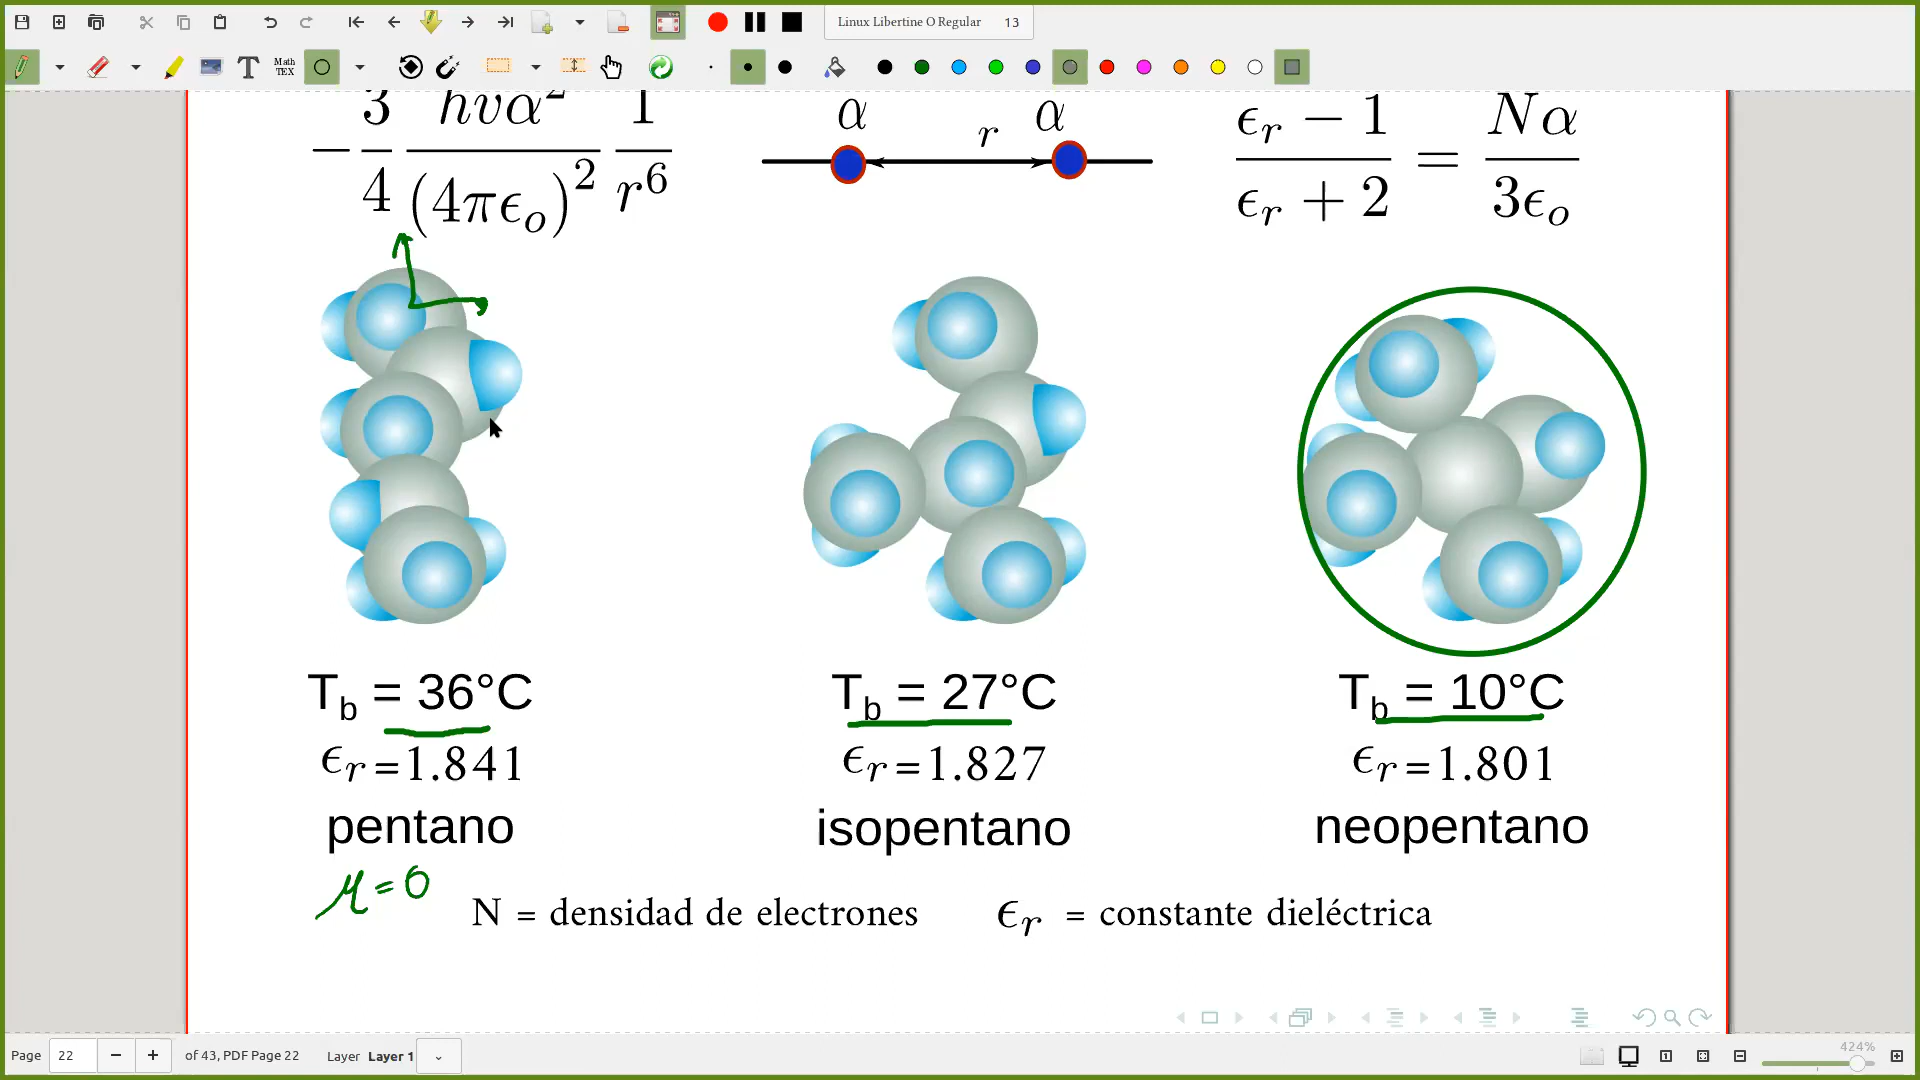 Linux Libertine O Regular 13
T Math TEX
-3/4 hνα²/(4πϵo)² 1/r⁶
α r α
ϵr − 1 / ϵr + 2 = Nα / 3ϵo
Tb = 36°C Tb = 27°C Tb = 10°C
ϵr =1.841 ϵr =1.827 ϵr =1.801
pentano isopentano neopentano
μ=0
N = densidad de electrones ϵr = constante dieléctrica
424%
Page 22 of 43, PDF Page 22 Layer Layer 1